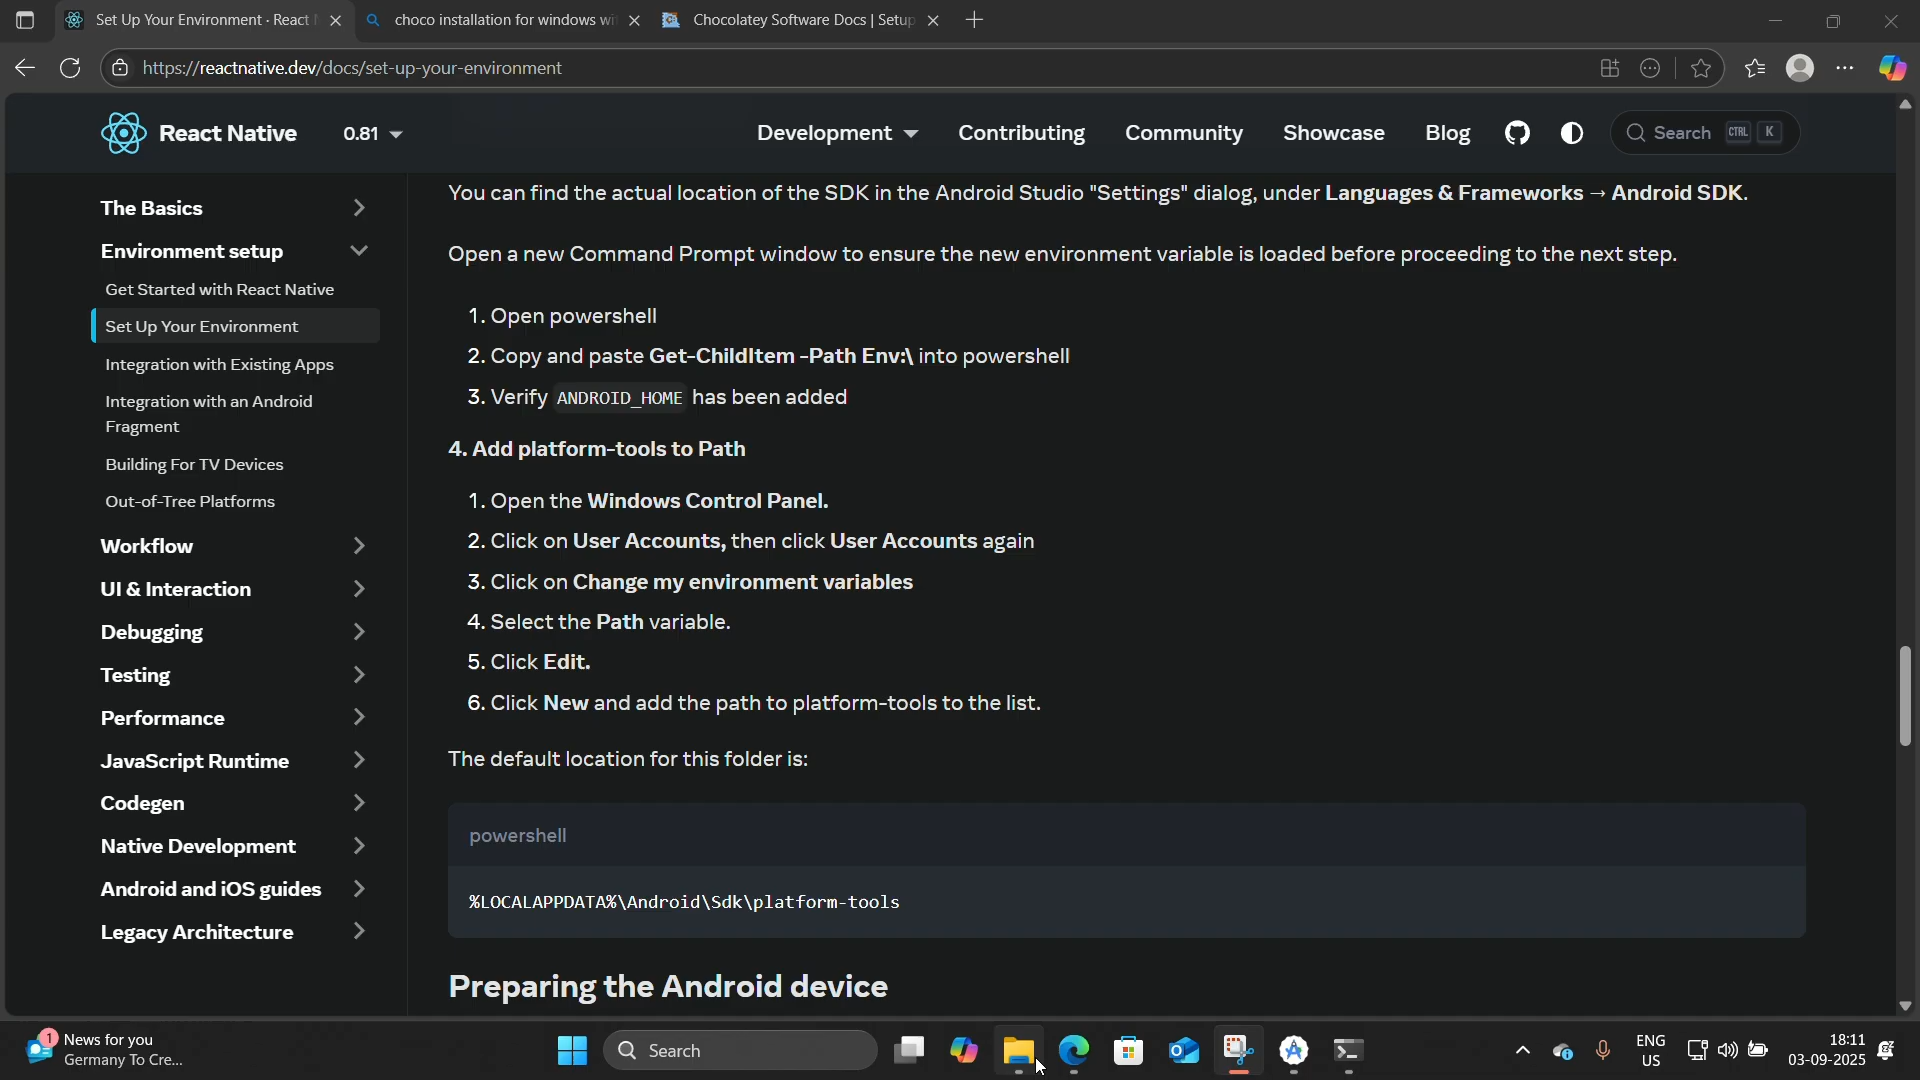 Set Up Your Environment · React
choco installation for windows wi
Chocolatey Software Docs | Setup
https://reactnative.dev/docs/set-up-your-environment
React Native
0.81
Development
Contributing
Community
Showcase
Blog
Search
CTRL
K
The Basics
Environment setup
Get Started with React Native
Set Up Your Environment
Integration with Existing Apps
Integration with an Android
Fragment
Building For TV Devices
Out-of-Tree Platforms
Workflow
UI & Interaction
Debugging
Testing
Performance
JavaScript Runtime
Codegen
Native Development
Android and iOS guides
Legacy Architecture
You can find the actual location of the SDK in the Android Studio "Settings" dialog, under Languages & Frameworks → Android SDK.
Open a new Command Prompt window to ensure the new environment variable is loaded before proceeding to the next step.
1. Open powershell
2. Copy and paste Get-ChildItem -Path Env:\ into powershell
3. Verify ANDROID_HOME has been added
4. Add platform-tools to Path
1. Open the Windows Control Panel.
2. Click on User Accounts, then click User Accounts again
3. Click on Change my environment variables
4. Select the Path variable.
5. Click Edit.
6. Click New and add the path to platform-tools to the list.
The default location for this folder is:
powershell
%LOCALAPPDATA%\Android\Sdk\platform-tools
Preparing the Android device
1
News for you
Germany To Cre...
Search
ENG
US
18:11
03-09-2025